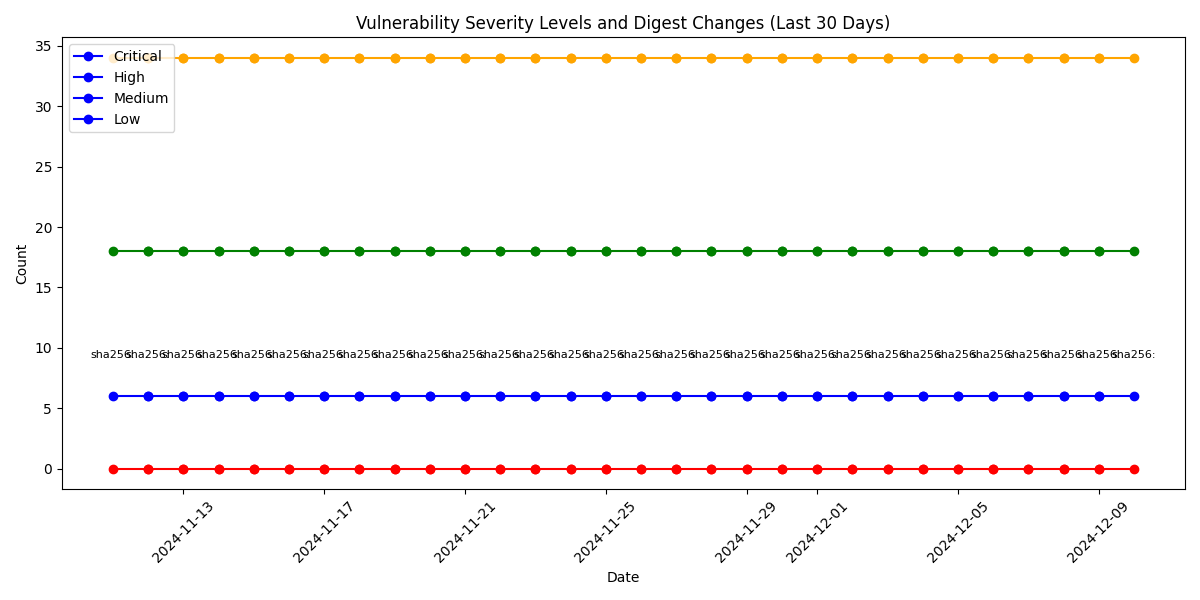 Vulnerability Severity Levels and Digest Changes (Last 30 Days)
Critical
High
Medium
Low
Count
35
30
25
20
15
10
5
0
sha256: sha256: sha256: sha256: sha256: sha256: sha256: sha256: sha256: sha256: sha256: sha256: sha256: sha256: sha256: sha256: sha256: sha256: sha256: sha256: sha256: sha256: sha256: sha256: sha256: sha256: sha256: sha256: sha256: sha256:
2024-11-13
2024-11-17
2024-11-21
2024-11-25
2024-11-29
2024-12-01
2024-12-05
2024-12-09
Date